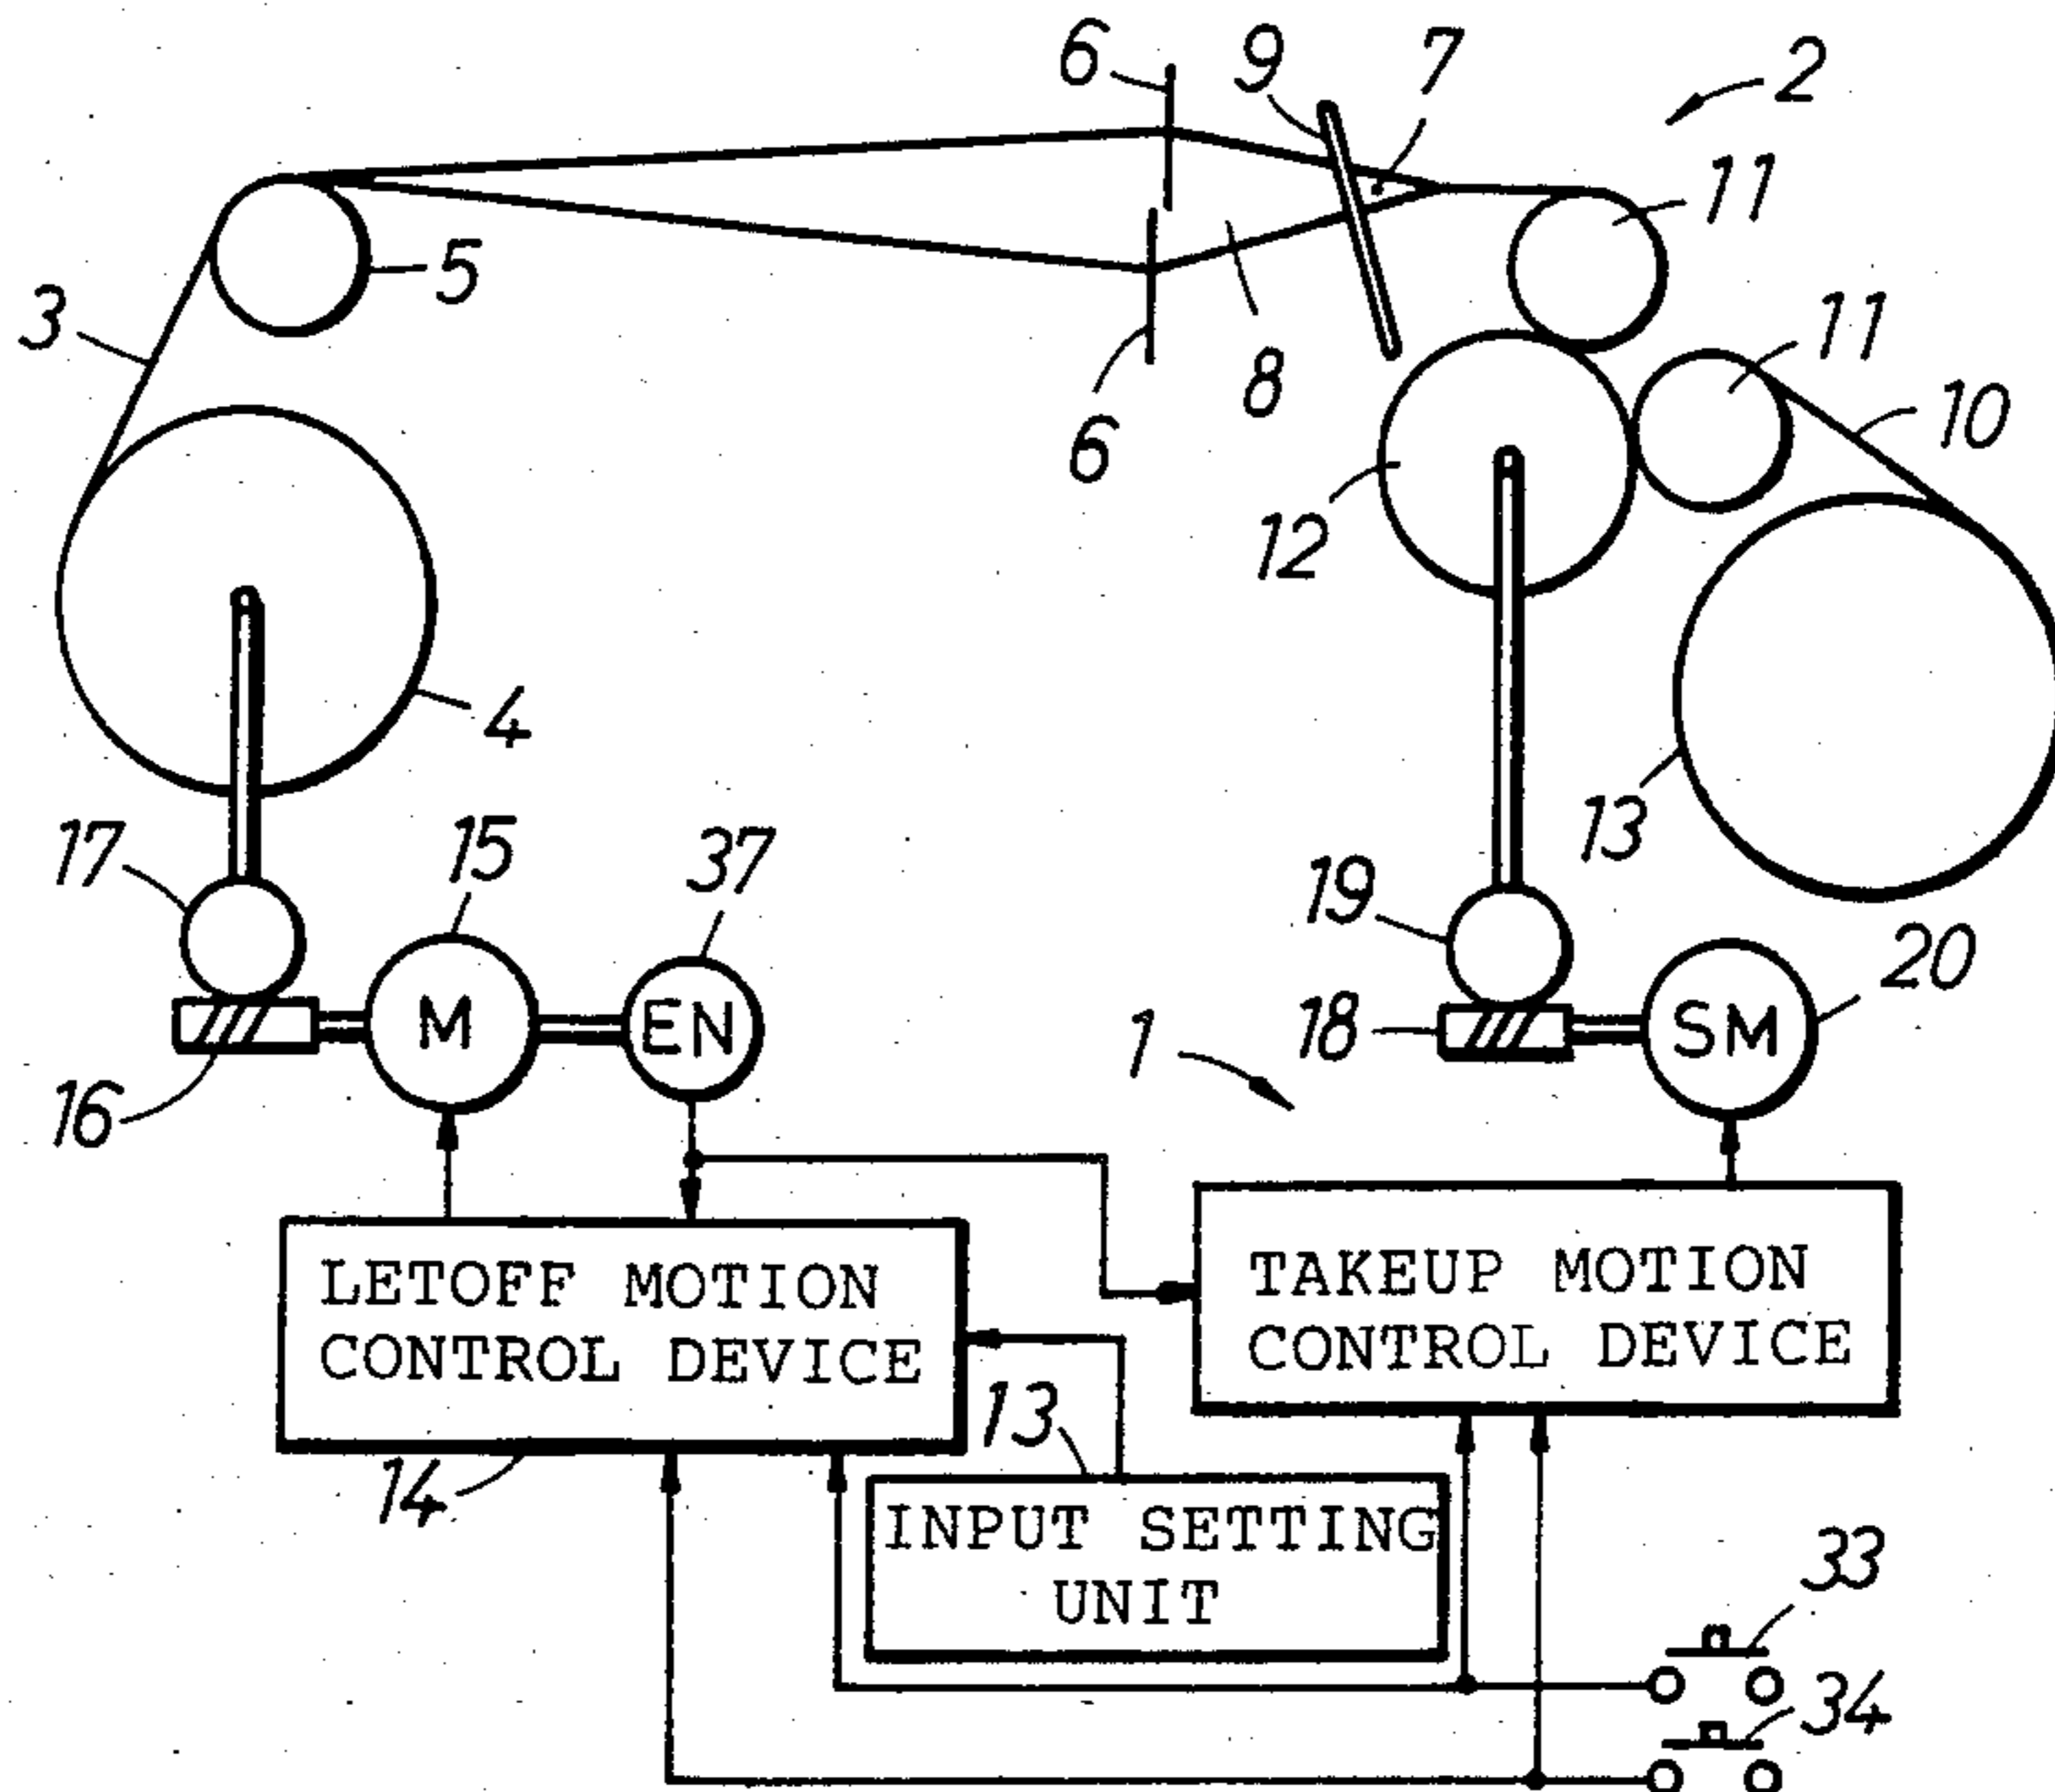 6
9
7
2
11
3
5
8
11
6
10
12
4
13
17
15
37
19
20
M
EN
1
18
SM
16
LETOFF MOTION
CONTROL DEVICE
TAKEUP MOTION
CONTROL DEVICE
13
14
INPUT SETTING
UNIT
33
34